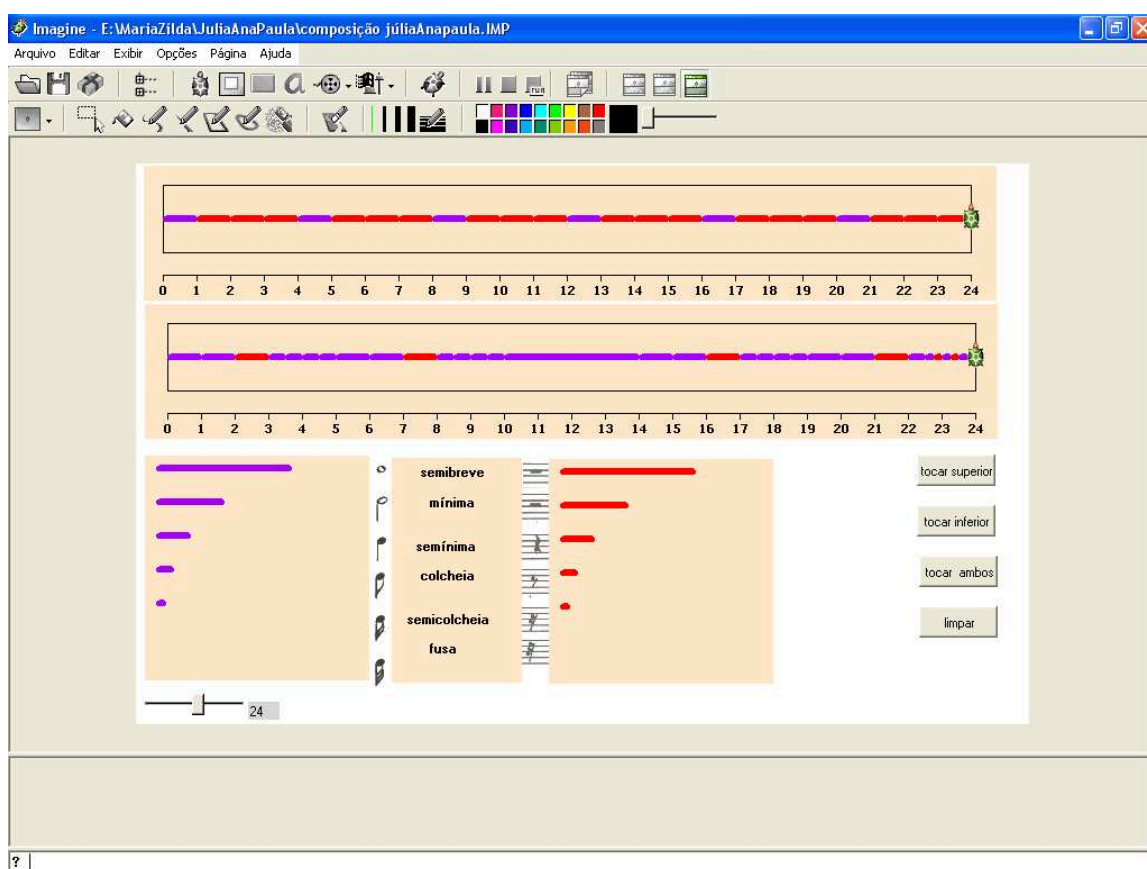 Imagine - E:\MariaZilda\JuliaAnaPaula\composição júliaAnapaula.IMP
Arquivo Editar Exibir Opções Página Ajuda
run
0 1 2 3 4 5 6 7 8 9 10 11 12 13 14 15 16 17 18 19 20 21 22 23 24
0 1 2 3 4 5 6 7 8 9 10 11 12 13 14 15 16 17 18 19 20 21 22 23 24
semibreve
mínima
semínima
colcheia
semicolcheia
fusa
tocar superior
tocar inferior
tocar ambos
limpar
24
?